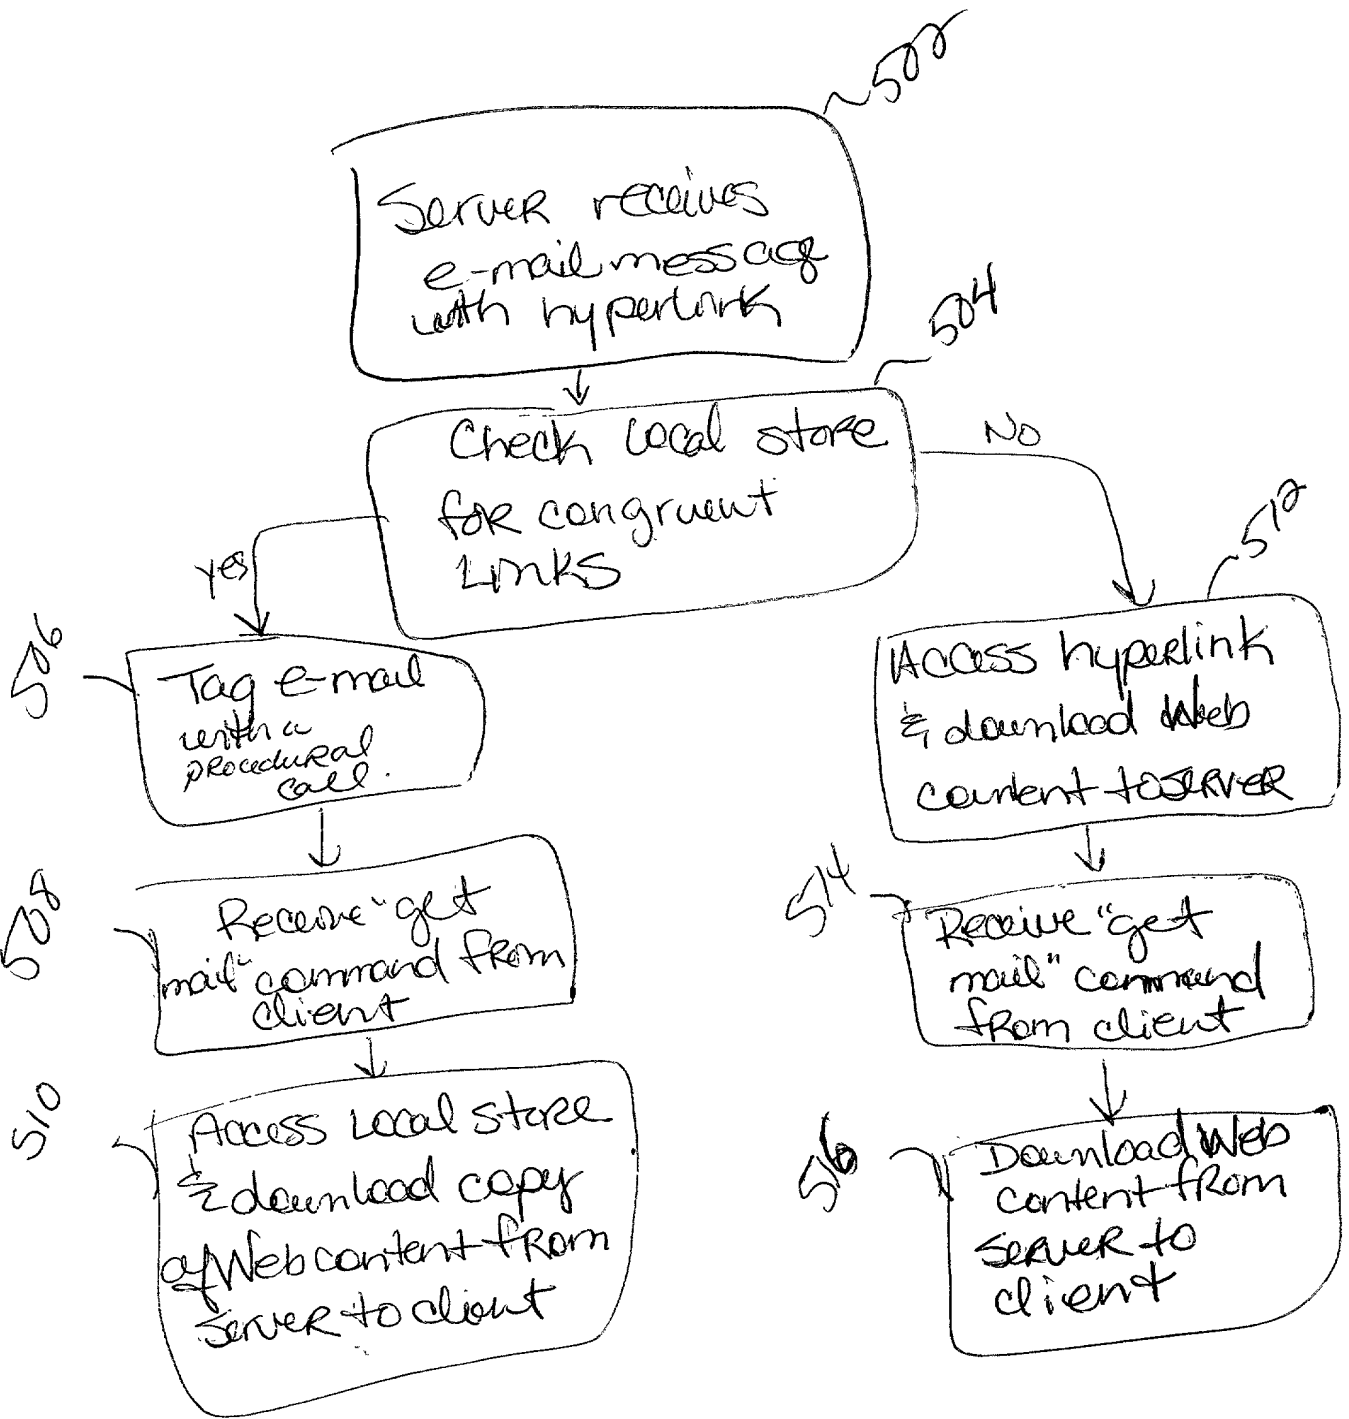 502
Server receives
e-mail message
with hyperlink
504
Check Local store
for congruent
Links
No
Yes
512
506
Tag e-mail
with a
procedural
call.
Access hyperlink
& download Web
content to server
508
Receive "get
mail" command from
client
514
Receive "get
mail" command
from client
510
Access Local store
& download copy
of Web content from
server to client
516
Download Web
content from
server to
client